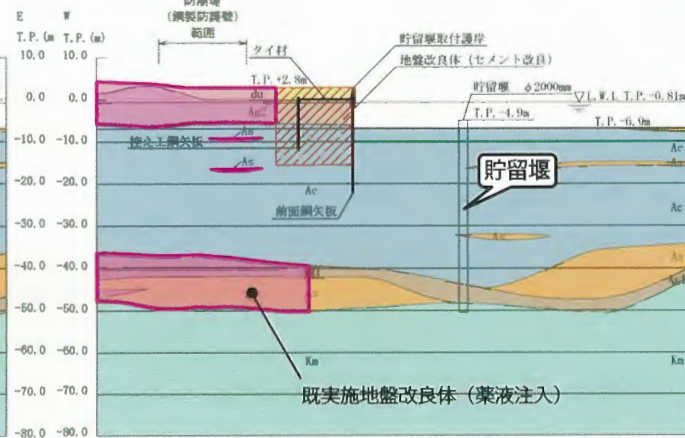 防潮堤
(鋼製防護壁)
範囲
E W
T.P.(m T.P.(m)
10.0 10.0
0.0 0.0
-10.0 -10.0
-20.0 -20.0
-30.0 -30.0
-40.0 -40.0
-50.0 -50.0
-60.0 -60.0
-70.0 -70.0
-80.0 -80.0
タイ材
貯留堰取付護岸
地盤改良体 (セメント改良)
T.P.+2.8m
貯留堰 φ2000mm
T.P.-4.9m
L.W.L T.P.-0.81m
T.P.-6.9m
du
Ag2
As
As
Ac
前面鋼矢板
貯留堰
Ac
As
Ac
As
As
Km
Km
既実施地盤改良体 (薬液注入)